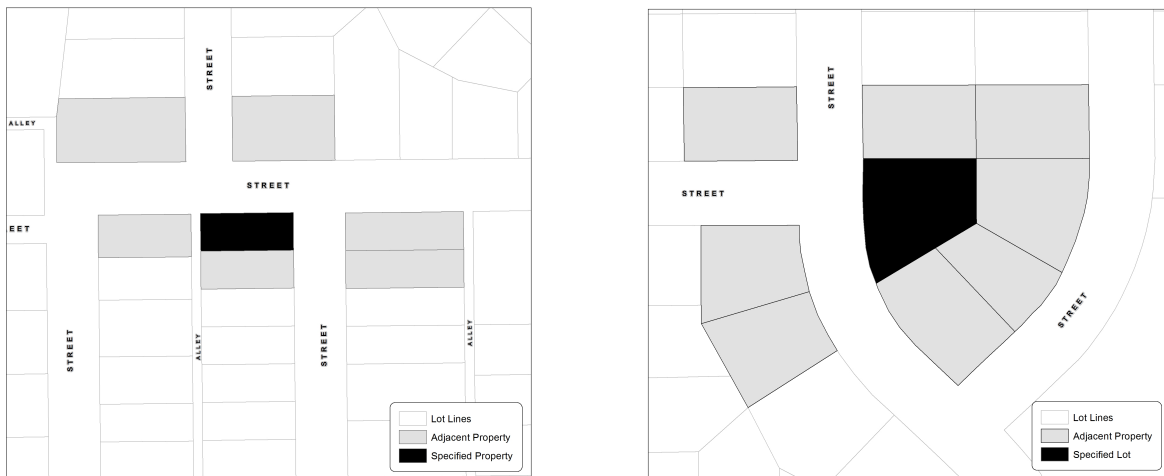 STREET
ALLEY
STREET
EET
STREET
ALLEY
STREET
ALLEY
Lot Lines
Adjacent Property
Specified Property
STREET
STREET
STREET
Lot Lines
Adjacent Property
Specified Lot